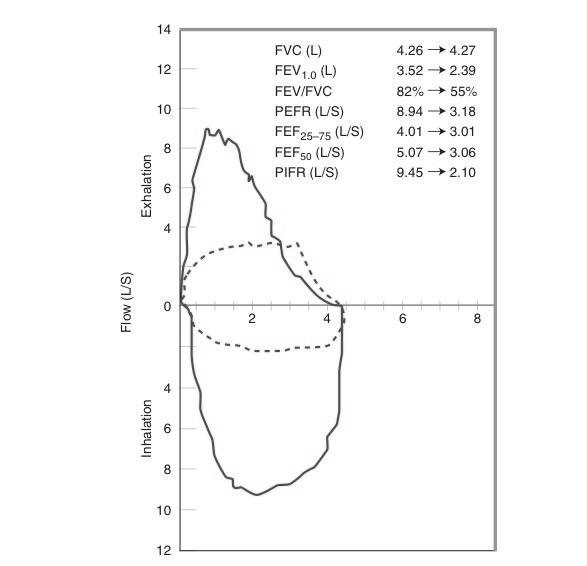 14
12
10
8
6
4
0
4
6
8
10
12
Exhalation
Flow (L/S)
Inhalation
2 4 6 8
FVC (L) 4.26 → 4.27
FEV1.0 (L) 3.52 → 2.39
FEV/FVC 82% → 55%
PEFR (L/S) 8.94 → 3.18
FEF25–75 (L/S) 4.01 → 3.01
FEF50 (L/S) 5.07 → 3.06
PIFR (L/S) 9.45 → 2.10